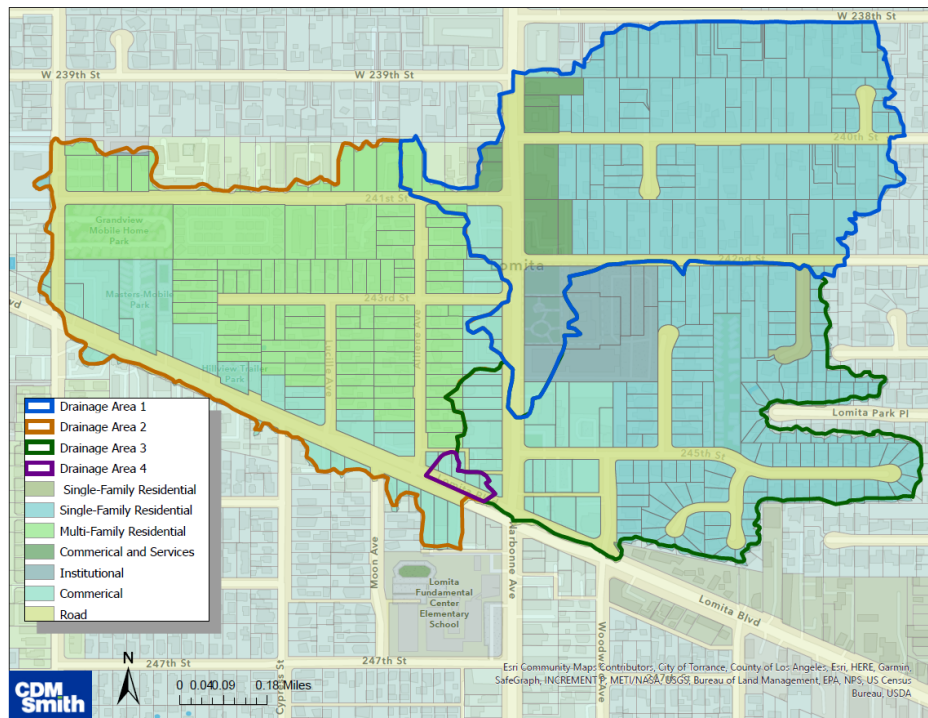 W 238th St
W 239th St
W 239th St
240th St
241st St
Grandview
Mobile Home
Park
Lomita
242nd St
Masters Mobile
Park
243rd St
Lucille Ave
Hillview Trailer
Park
Drainage Area 1
Drainage Area 2
Drainage Area 3
Drainage Area 4
Single-Family Residential
Single-Family Residential
Multi-Family Residential
Commerical and Services
Institutional
Commerical
Road
Lomita Park Pl
245th St
Narbonne Ave
Moon Ave
Lomita
Fundamental
Center
Elementary
School
Lomita Blvd
247th St
247th St
Cypress St
N
0 0.04 0.09 0.18 Miles
CDM
Smith
Esri Community Maps Contributors, City of Torrance, County of Los Angeles, Esri, HERE, Garmin,
SafeGraph, INCREMENT P, METI/NASA, USGS, Bureau of Land Management, EPA, NPS, US Census
Bureau, USDA